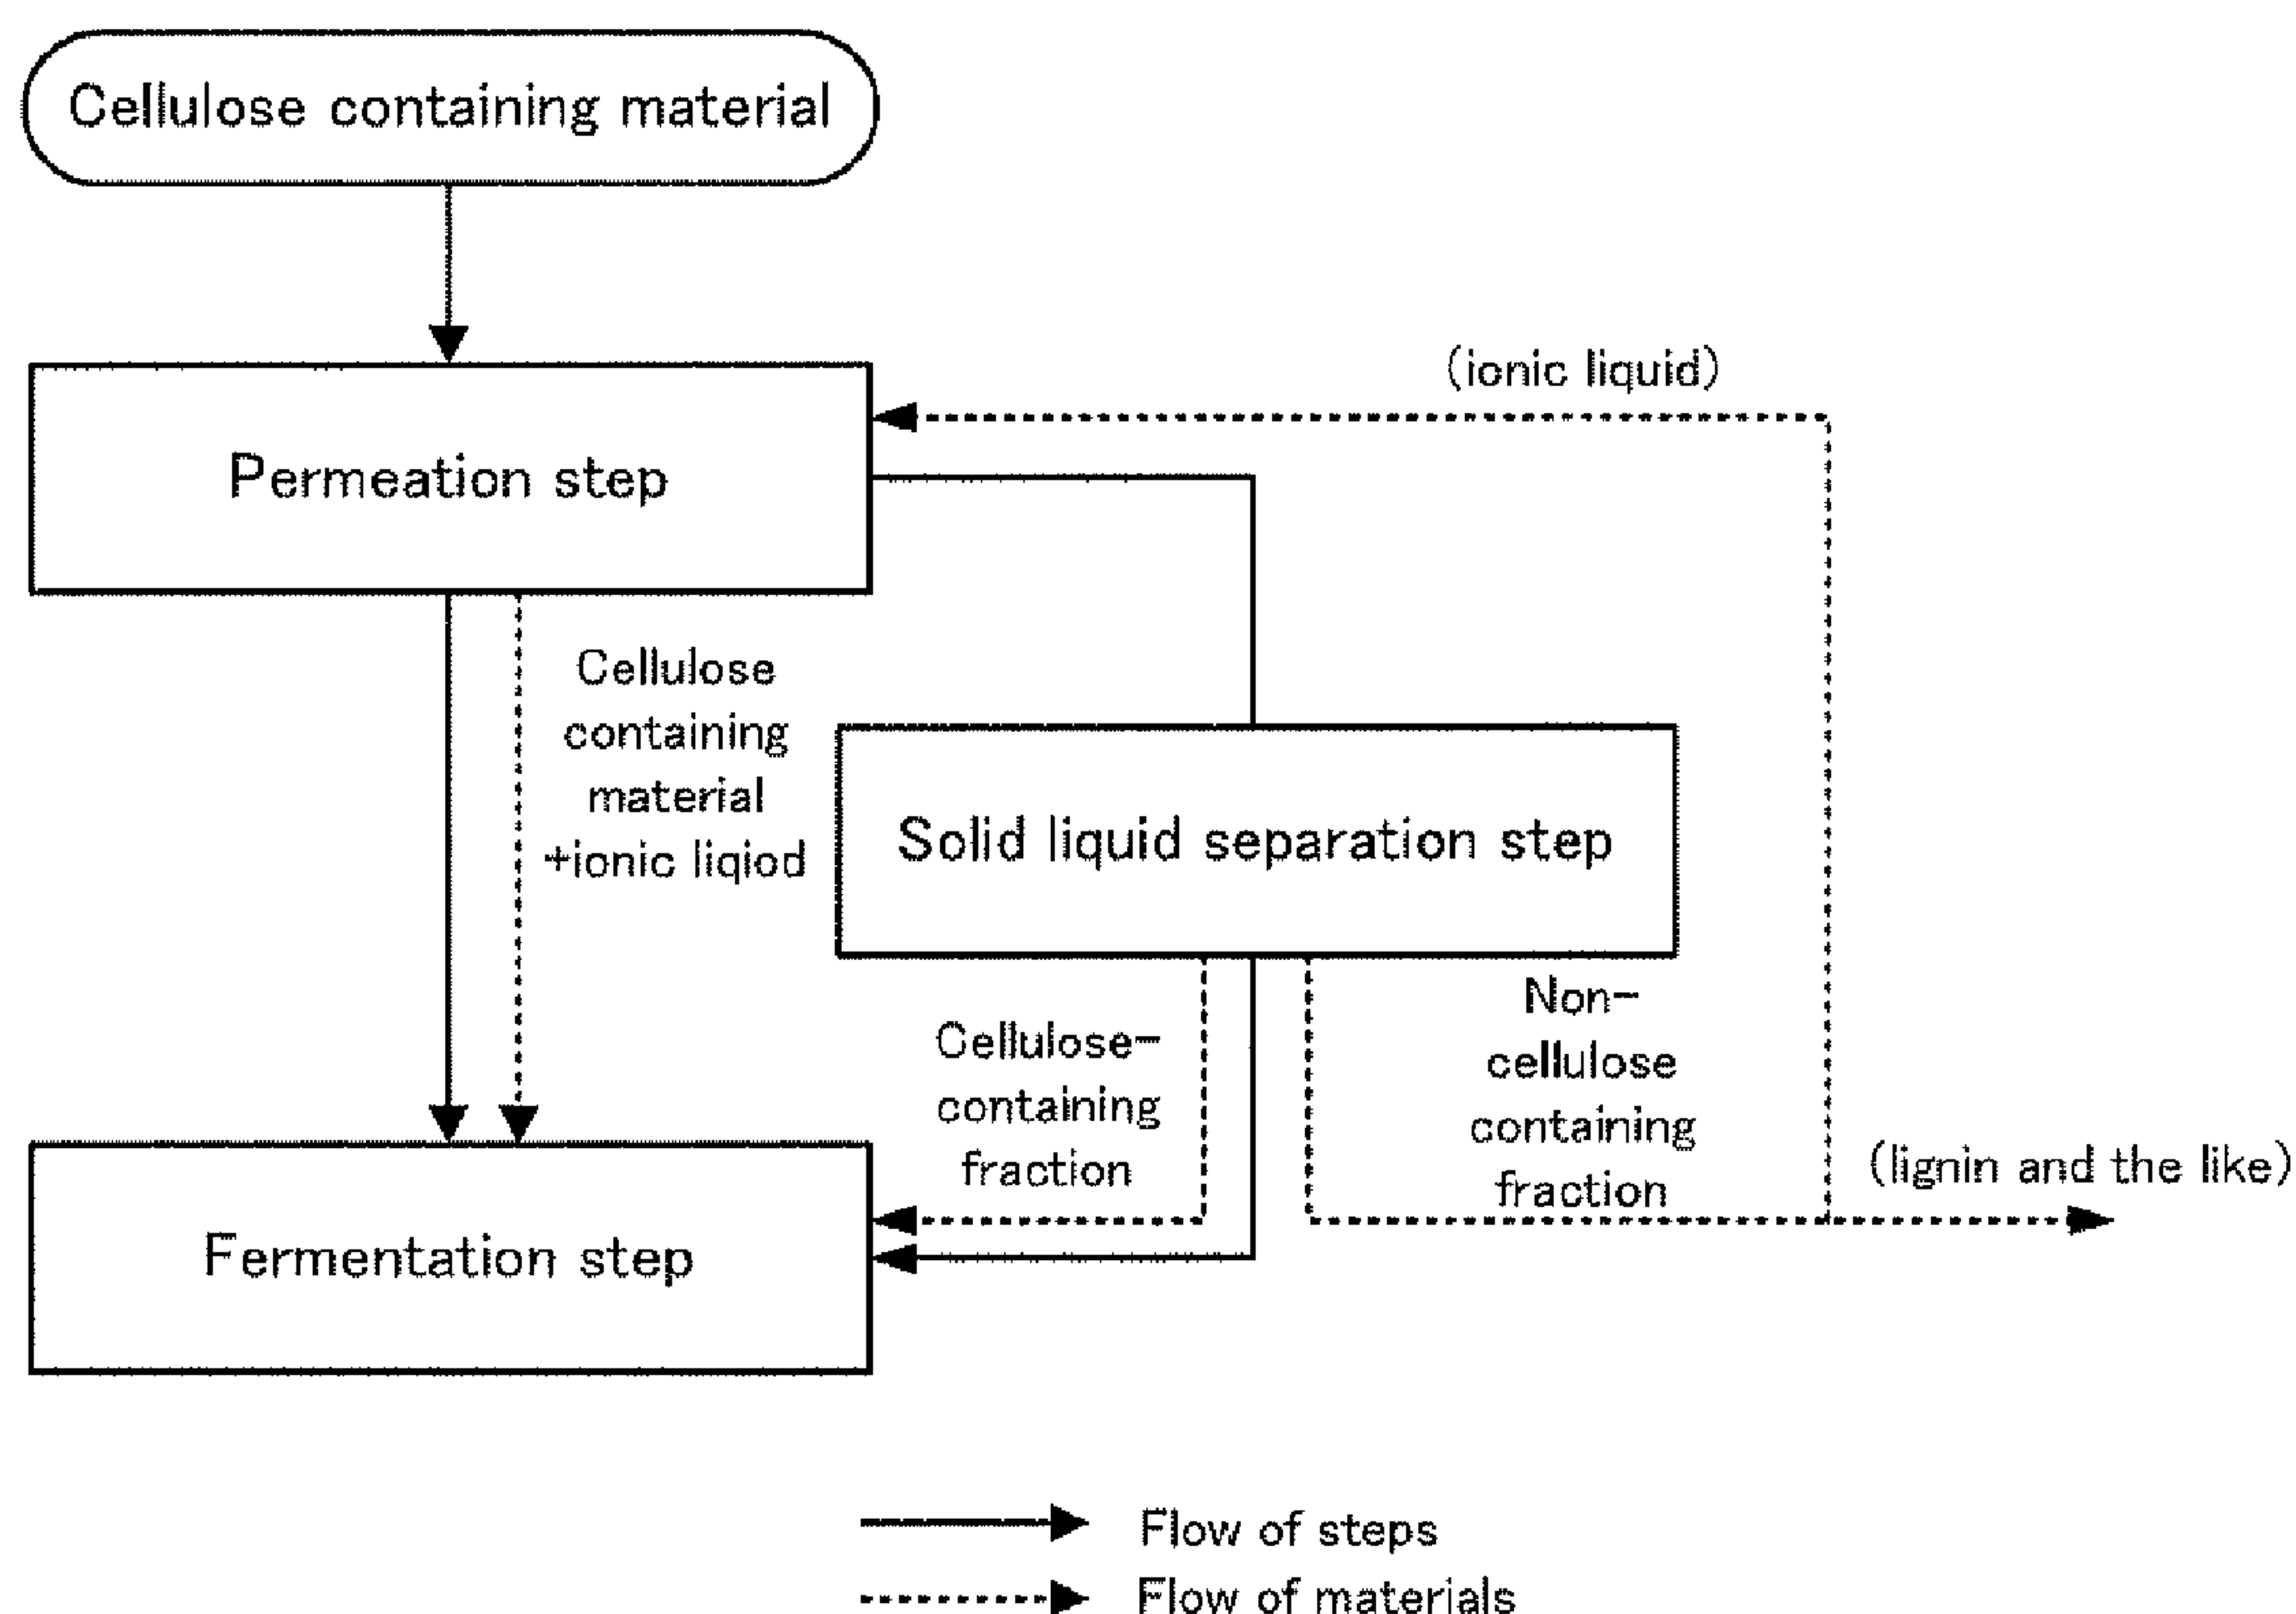 Cellulose containing material
(ionic liquid)
Permeation step
Cellulose
containing
material
+ionic liqiod
Solid liquid separation step
Non-
cellulose
containing
fraction
Cellulose-
containing
fraction
(lignin and the like)
Fermentation step
Flow of steps
Flow of materials